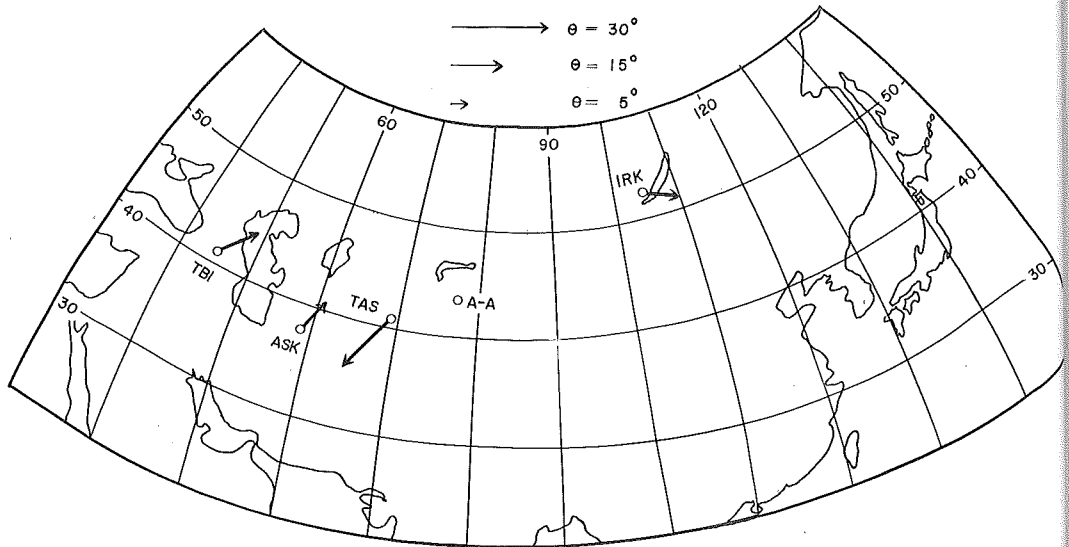 θ = 30°
θ = 15°
θ = 5°
60
90
120
50
50
40
40
30
30
IRK
TBI
TAS
A-A
ASK